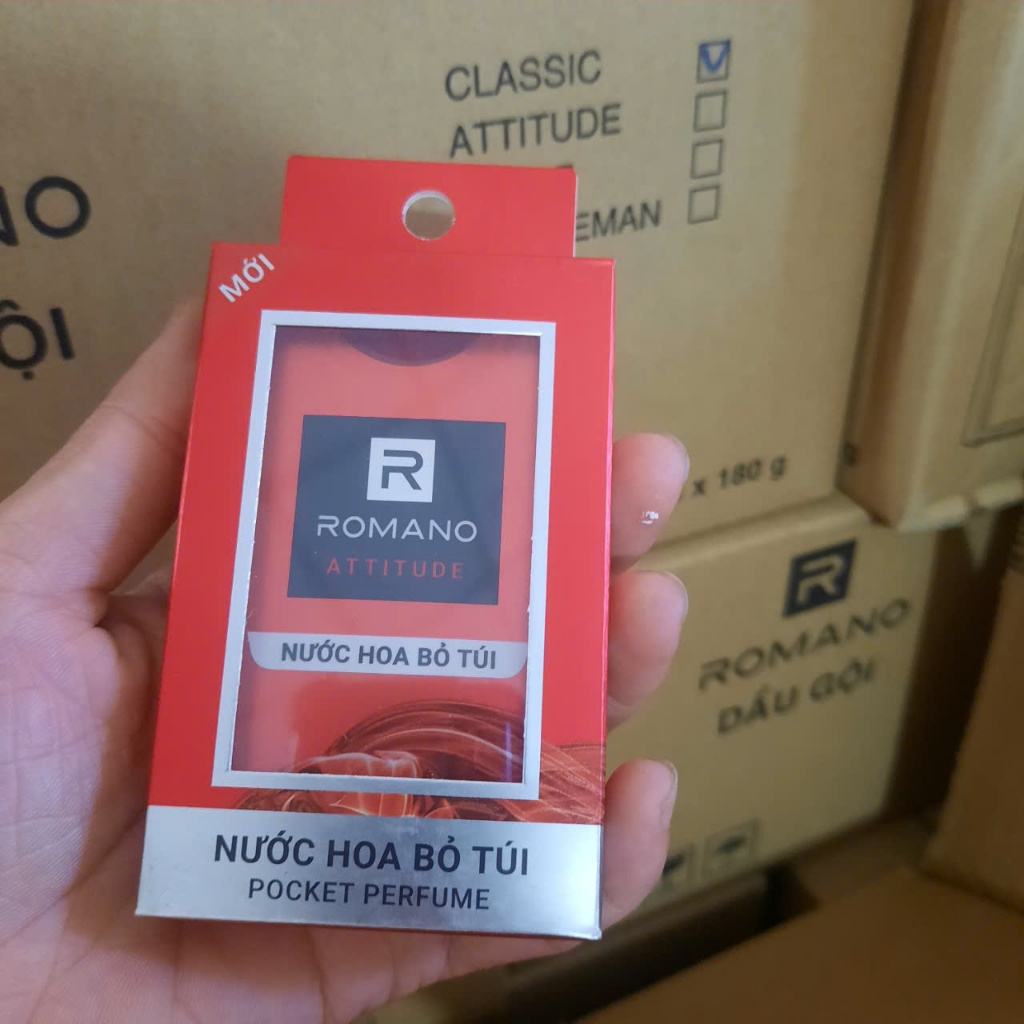 CLASSIC
ATTITUDE
EMAN
NO
ỘI
x 180 g
MỚI
R
ROMANO
ATTITUDE
NƯỚC HOA BỎ TÚI
NƯỚC HOA BỎ TÚI
POCKET PERFUME
R
ROMANO
DẦU GỘI